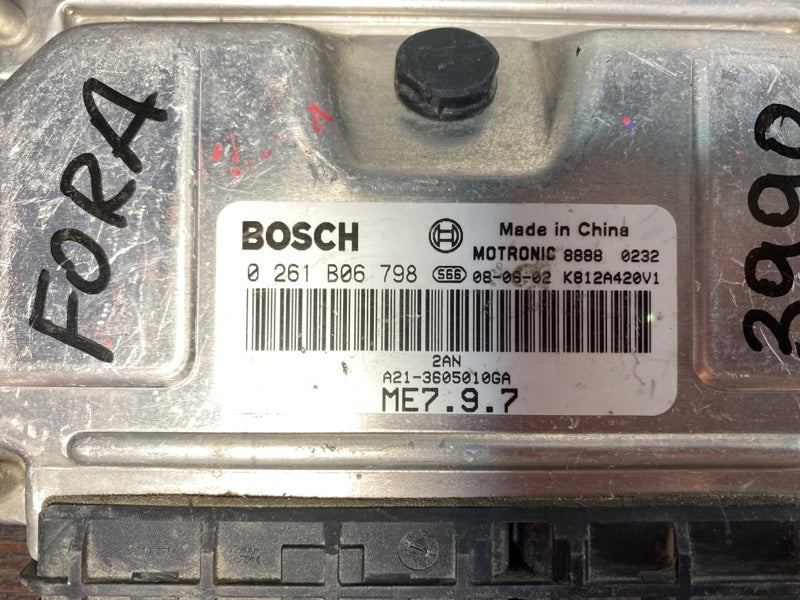 FORA
3990
BOSCH
Made in China
MOTRONIC 8888 0232
0 261 B06 798 S66 08-06-02 K812A420V1
2AN
A21-3605010GA
ME7.9.7